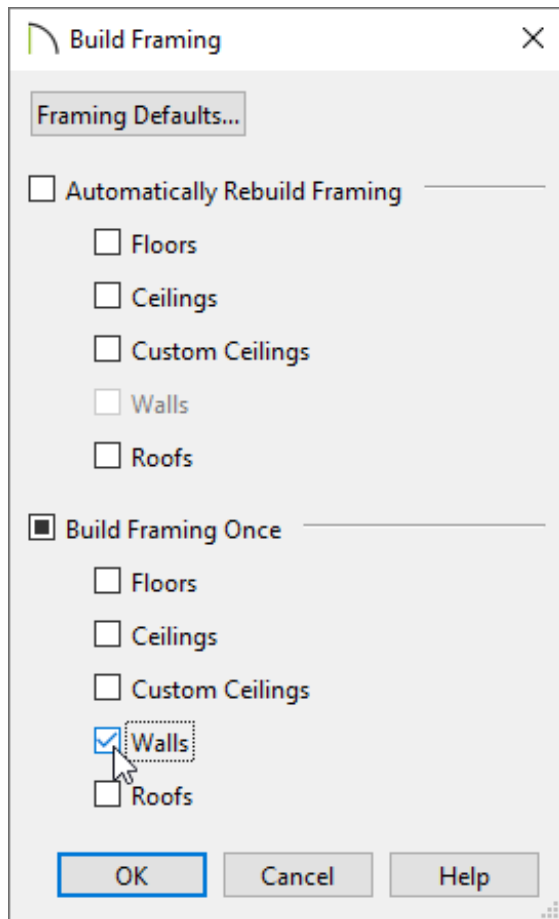 Build Framing
Framing Defaults...
Automatically Rebuild Framing
Floors
Ceilings
Custom Ceilings
Walls
Roofs
Build Framing Once
Floors
Ceilings
Custom Ceilings
Walls
Roofs
OK Cancel Help